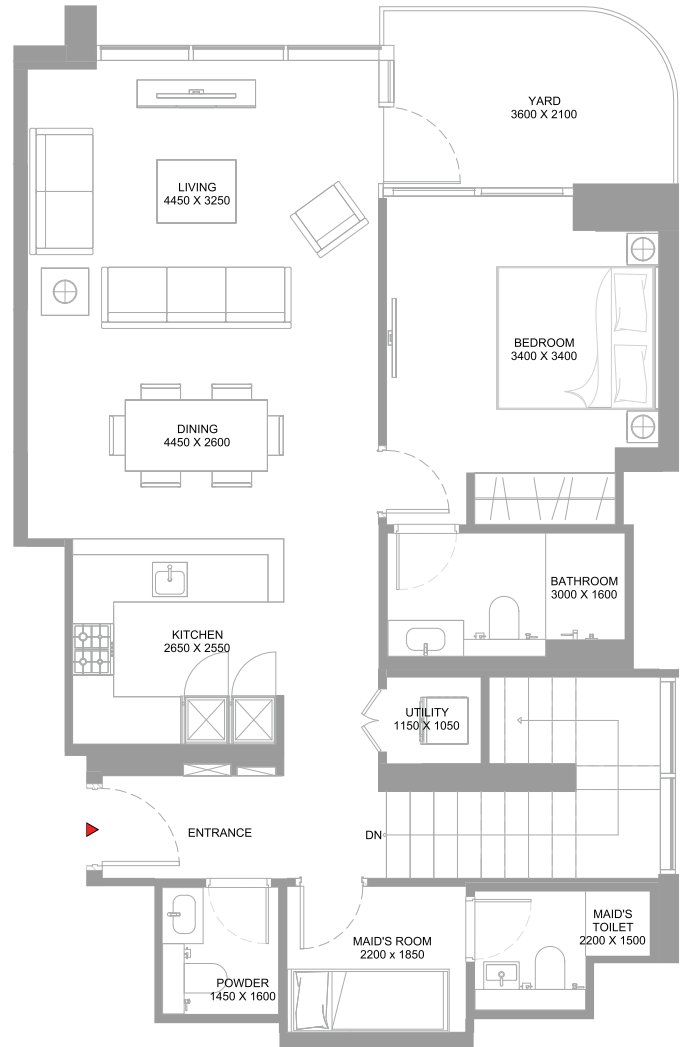 YARD
3600 X 2100
LIVING
4450 X 3250
BEDROOM
3400 X 3400
DINING
4450 X 2600
BATHROOM
3000 X 1600
KITCHEN
2650 X 2550
UTILITY
1150 X 1050
ENTRANCE
DN
MAID'S
TOILET
2200 X 1500
MAID'S ROOM
2200 x 1850
POWDER
1450 X 1600